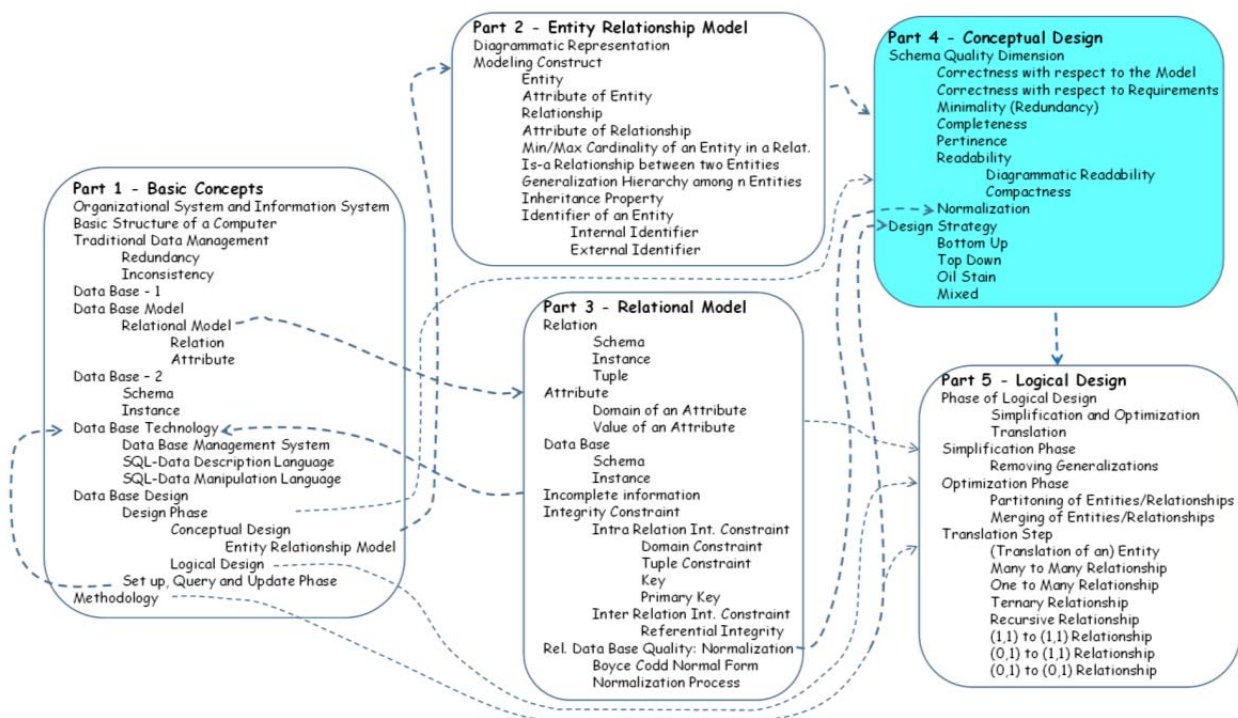 Part 1 - Basic Concepts
Organizational System and Information System
Basic Structure of a Computer
Traditional Data Management
Redundancy
Inconsistency
Data Base - 1
Data Base Model
Relational Model
Relation
Attribute
Data Base - 2
Schema
Instance
Data Base Technology
Data Base Management System
SQL-Data Description Language
SQL-Data Manipulation Language
Data Base Design
Design Phase
Conceptual Design
Entity Relationship Model
Logical Design
Set up, Query and Update Phase
Methodology
Part 2 - Entity Relationship Model
Diagrammatic Representation
Modeling Construct
Entity
Attribute of Entity
Relationship
Attribute of Relationship
Min/Max Cardinality of an Entity in a Relat.
Is-a Relationship between two Entities
Generalization Hierarchy among n Entities
Inheritance Property
Identifier of an Entity
Internal Identifier
External Identifier
Part 3 - Relational Model
Relation
Schema
Instance
Tuple
Attribute
Domain of an Attribute
Value of an Attribute
Data Base
Schema
Instance
Incomplete information
Integrity Constraint
Intra Relation Int. Constraint
Domain Constraint
Tuple Constraint
Key
Primary Key
Inter Relation Int. Constraint
Referential Integrity
Rel. Data Base Quality: Normalization
Boyce Codd Normal Form
Normalization Process
Part 4 - Conceptual Design
Schema Quality Dimension
Correctness with respect to the Model
Correctness with respect to Requirements
Minimality (Redundancy)
Completeness
Pertinence
Readability
Diagrammatic Readability
Compactness
Normalization
Design Strategy
Bottom Up
Top Down
Oil Stain
Mixed
Part 5 - Logical Design
Phase of Logical Design
Simplification and Optimization
Translation
Simplification Phase
Removing Generalizations
Optimization Phase
Partitoning of Entities/Relationships
Merging of Entities/Relationships
Translation Step
(Translation of an) Entity
Many to Many Relationship
One to Many Relationship
Ternary Relationship
Recursive Relationship
(1,1) to (1,1) Relationship
(0,1) to (1,1) Relationship
(0,1) to (0,1) Relationship